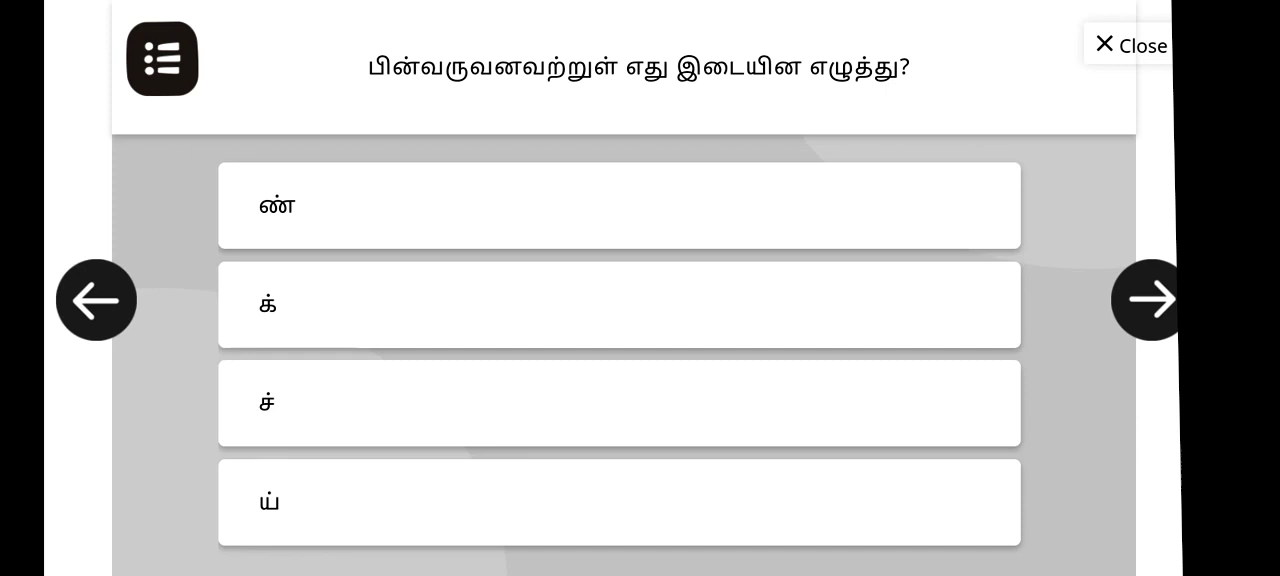 பின்வருவனவற்றுள் எது இடையின எழுத்து?
Close
ண்
க்
ச்
ய்